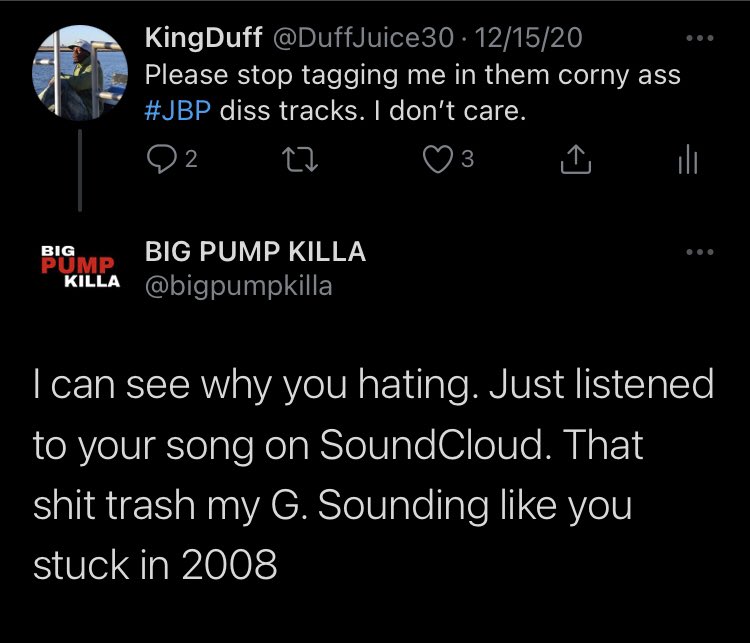 KingDuff @DuffJuice30 · 12/15/20
Please stop tagging me in them corny ass
#JBP diss tracks. I don’t care.
2 3
BIG
PUMP
KILLA
BIG PUMP KILLA
@bigpumpkilla
I can see why you hating. Just listened
to your song on SoundCloud. That
shit trash my G. Sounding like you
stuck in 2008